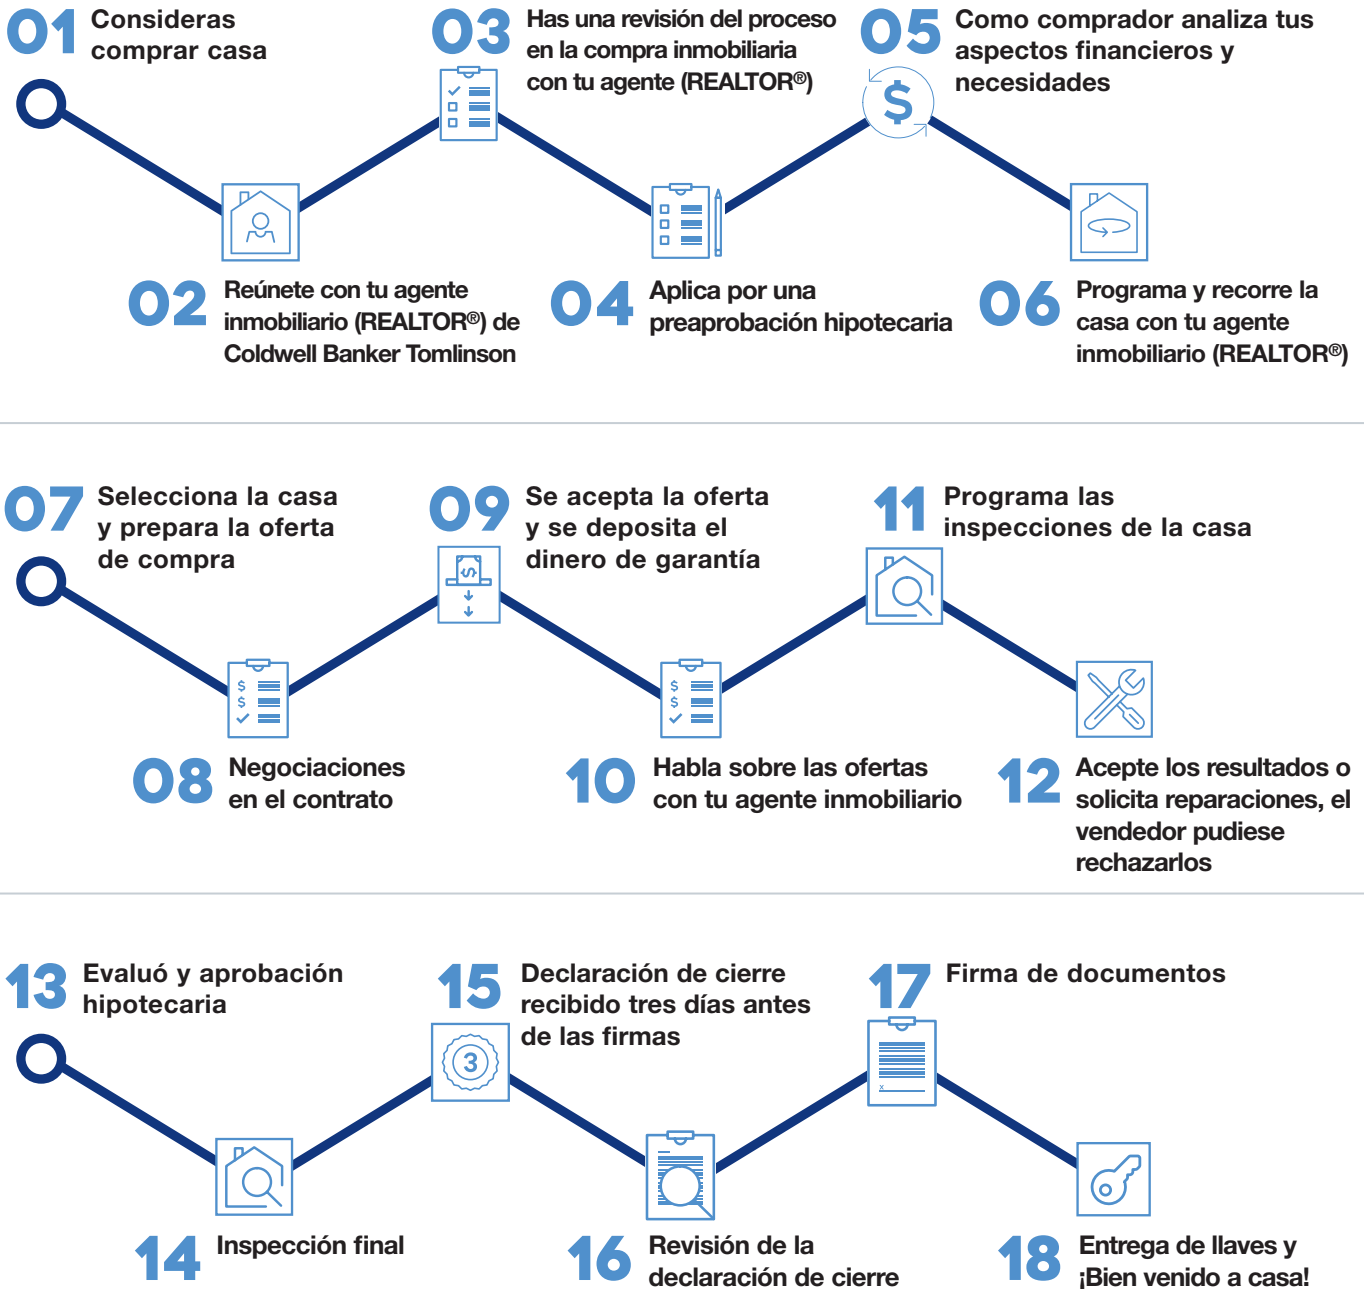 01 Consideras
comprar casa
03 Has una revisión del proceso
en la compra inmobiliaria
con tu agente (REALTOR®)
05 Como comprador analiza tus
aspectos financieros y
necesidades
$
02 Reúnete con tu agente
inmobiliario (REALTOR®) de
Coldwell Banker Tomlinson
04 Aplica por una
preaprobación hipotecaria
06 Programa y recorre la
casa con tu agente
inmobiliario (REALTOR®)
07 Selecciona la casa
y prepara la oferta
de compra
09 Se acepta la oferta
y se deposita el
dinero de garantía
11 Programa las
inspecciones de la casa
$
$
$
$
$
08 Negociaciones
en el contrato
10 Habla sobre las ofertas
con tu agente inmobiliario
12 Acepte los resultados o
solicita reparaciones, el
vendedor pudiese
rechazarlos
13 Evaluó y aprobación
hipotecaria
15 Declaración de cierre
recibido tres días antes
de las firmas
17 Firma de documentos
3
x
14 Inspección final
16 Revisión de la
declaración de cierre
18 Entrega de llaves y
¡Bien venido a casa!